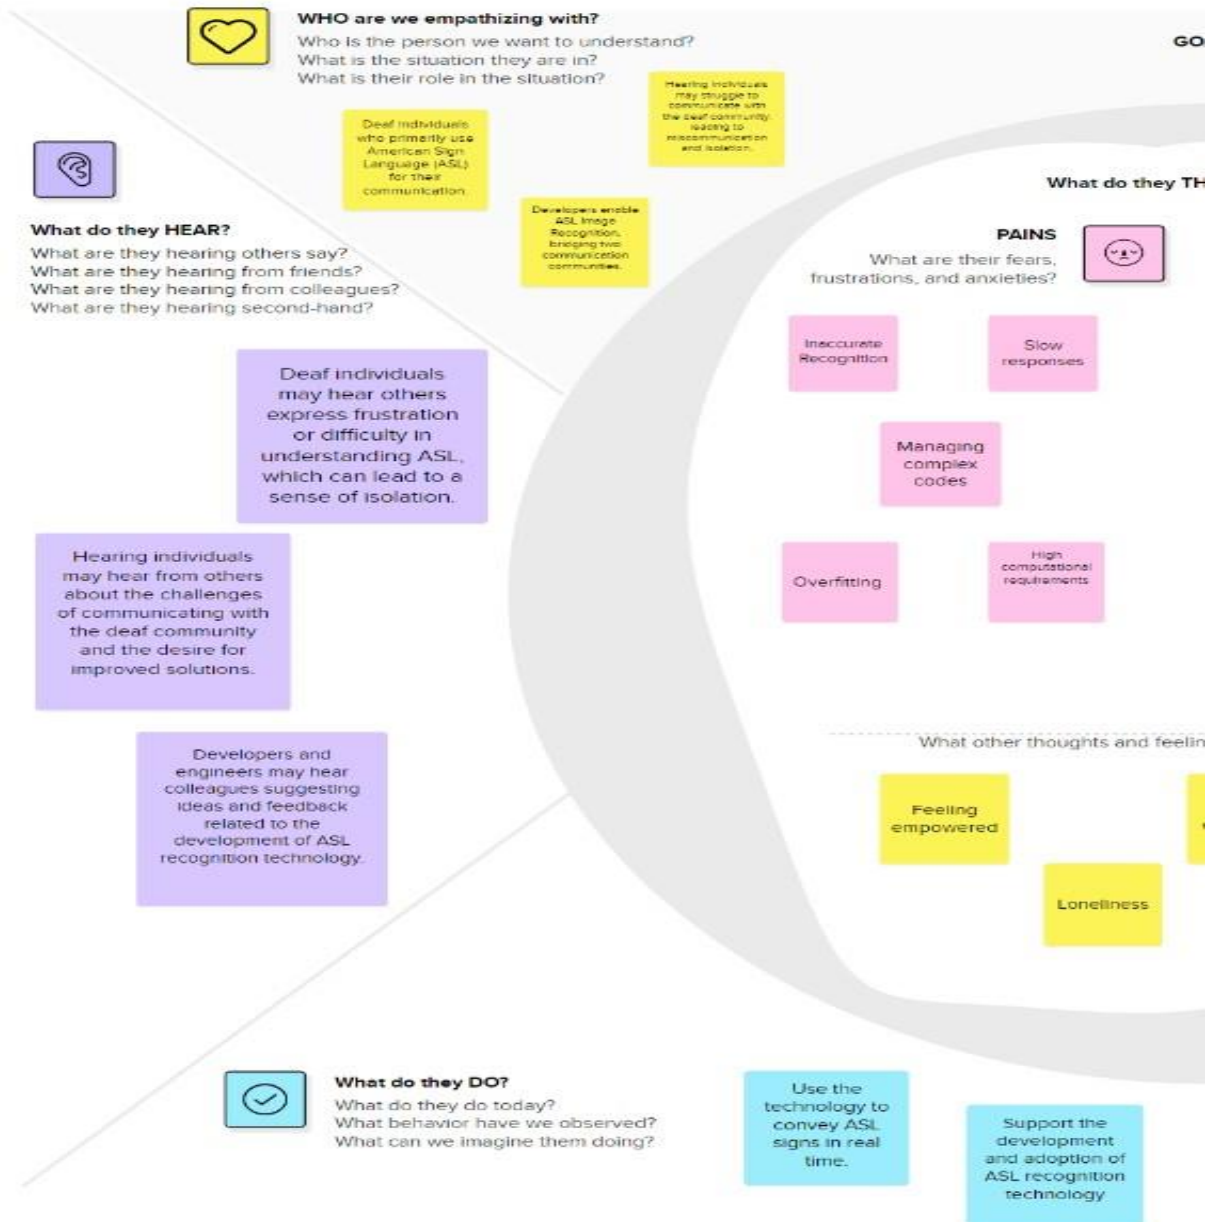 WHO are we empathizing with?
Who is the person we want to understand?
What is the situation they are in?
What is their role in the situation?
GO
Deaf individuals
who primarily use
American Sign
Language (ASL)
for their
communication.
Hearing individuals
may struggle to
communicate with
the deaf community,
leading to
miscommunication
and isolation.
Developers enable
ASL Image
Recognition,
bridging two
communication
communities.
What do they HEAR?
What are they hearing others say?
What are they hearing from friends?
What are they hearing from colleagues?
What are they hearing second-hand?
Deaf individuals
may hear others
express frustration
or difficulty in
understanding ASL,
which can lead to a
sense of isolation.
Hearing individuals
may hear from others
about the challenges
of communicating with
the deaf community
and the desire for
improved solutions.
Developers and
engineers may hear
colleagues suggesting
ideas and feedback
related to the
development of ASL
recognition technology.
What do they TH
PAINS
What are their fears,
frustrations, and anxieties?
Inaccurate
Recognition
Slow
responses
Managing
complex
codes
Overfitting
High
computational
requirements
What other thoughts and feelin
Feeling
empowered
Loneliness
What do they DO?
What do they do today?
What behavior have we observed?
What can we imagine them doing?
Use the
technology to
convey ASL
signs in real
time.
Support the
development
and adoption of
ASL recognition
technology